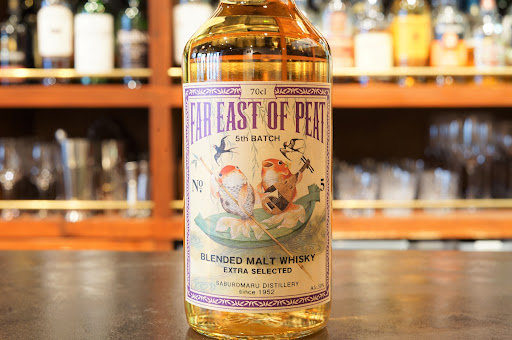 70cl
FAR EAST OF PEAT
5th BATCH
Nº 5
BLENDED MALT WHISKY
EXTRA SELECTED
SABUROMARU DISTILLERY
since 1952